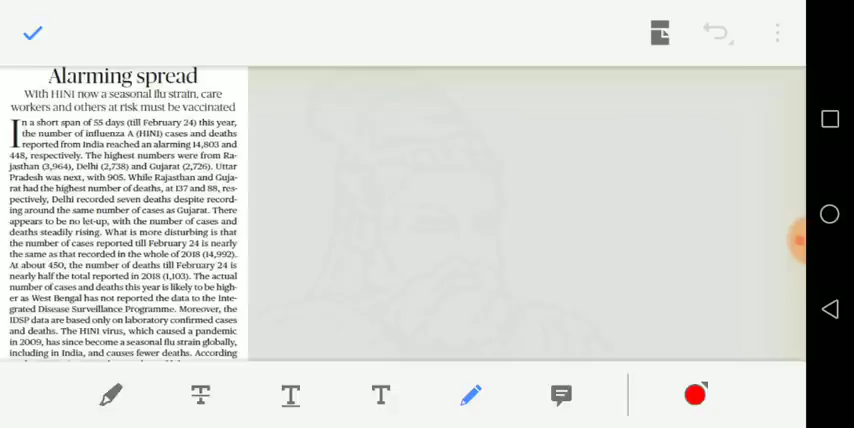 Alarming spread
With H1N1 now a seasonal flu strain, care
workers and others at risk must be vaccinated
In a short span of 55 days (till February 24) this year,
the number of influenza A (H1N1) cases and deaths
reported from India reached an alarming 14,803 and
448, respectively. The highest numbers were from Ra-
jasthan (3,964), Delhi (2,738) and Gujarat (2,726). Uttar
Pradesh was next, with 905. While Rajasthan and Guja-
rat had the highest number of deaths, at 137 and 88, res-
pectively, Delhi recorded seven deaths despite record-
ing around the same number of cases as Gujarat. There
appears to be no let-up, with the number of cases and
deaths steadily rising. What is more disturbing is that
the number of cases reported till February 24 is nearly
the same as that recorded in the whole of 2018 (14,992).
At about 450, the number of deaths till February 24 is
nearly half the total reported in 2018 (1,103). The actual
number of cases and deaths this year is likely to be high-
er as West Bengal has not reported the data to the Inte-
grated Disease Surveillance Programme. Moreover, the
IDSP data are based only on laboratory confirmed cases
and deaths. The H1N1 virus, which caused a pandemic
in 2009, has since become a seasonal flu strain globally,
including in India, and causes fewer deaths. According